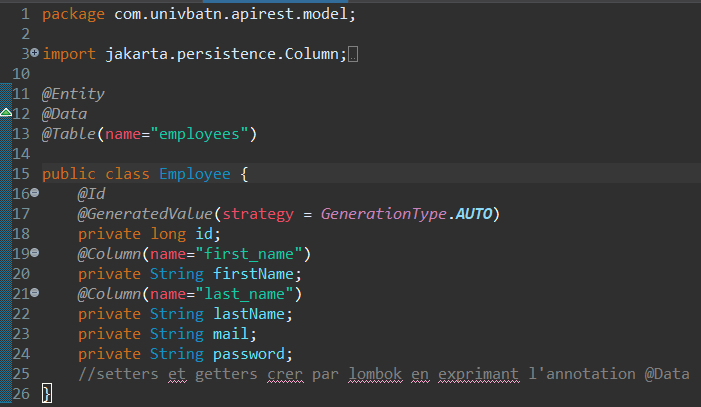 1 package com.univbatn.apirest.model;
2
3 import jakarta.persistence.Column;
10
11 @Entity
12 @Data
13 @Table(name="employees")
14
15 public class Employee {
16 @Id
17 @GeneratedValue(strategy = GenerationType.AUTO)
18 private long id;
19 @Column(name="first_name")
20 private String firstName;
21 @Column(name="last_name")
22 private String lastName;
23 private String mail;
24 private String password;
25 //setters et getters crer par lombok en exprimant l'annotation @Data
26 }